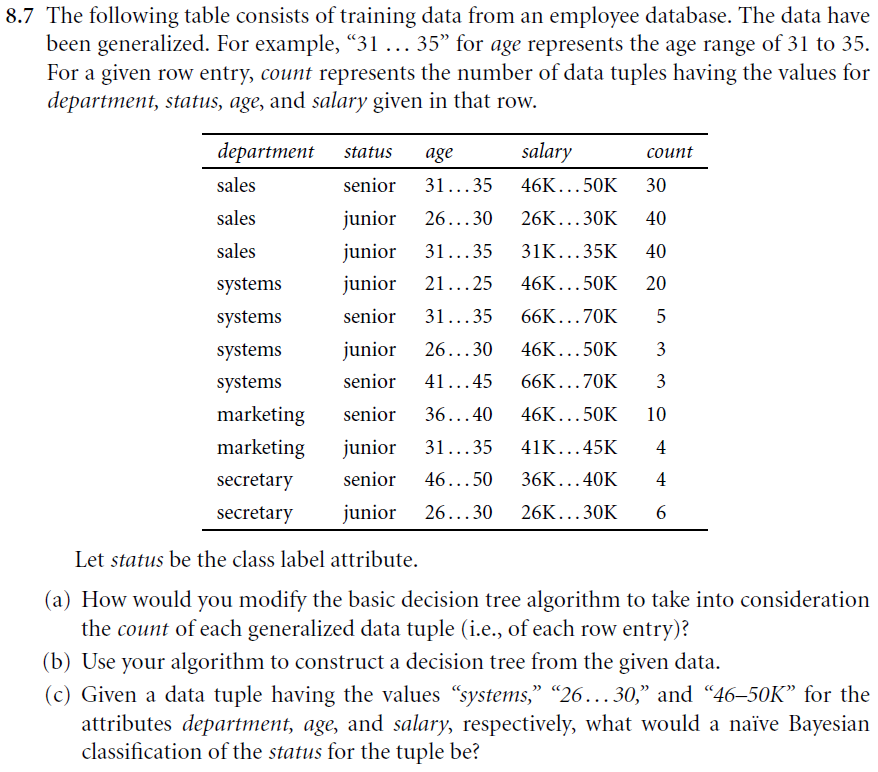 8.7 The following table consists of training data from an employee database. The data have
been generalized. For example, “31 … 35” for age represents the age range of 31 to 35.
For a given row entry, count represents the number of data tuples having the values for
department, status, age, and salary given in that row.
department status age salary count
sales senior 31…35 46K…50K 30
sales junior 26…30 26K…30K 40
sales junior 31…35 31K…35K 40
systems junior 21…25 46K…50K 20
systems senior 31…35 66K…70K 5
systems junior 26…30 46K…50K 3
systems senior 41…45 66K…70K 3
marketing senior 36…40 46K…50K 10
marketing junior 31…35 41K…45K 4
secretary senior 46…50 36K…40K 4
secretary junior 26…30 26K…30K 6
Let status be the class label attribute.
(a) How would you modify the basic decision tree algorithm to take into consideration
the count of each generalized data tuple (i.e., of each row entry)?
(b) Use your algorithm to construct a decision tree from the given data.
(c) Given a data tuple having the values “systems,” “26…30,” and “46–50K” for the
attributes department, age, and salary, respectively, what would a naïve Bayesian
classification of the status for the tuple be?